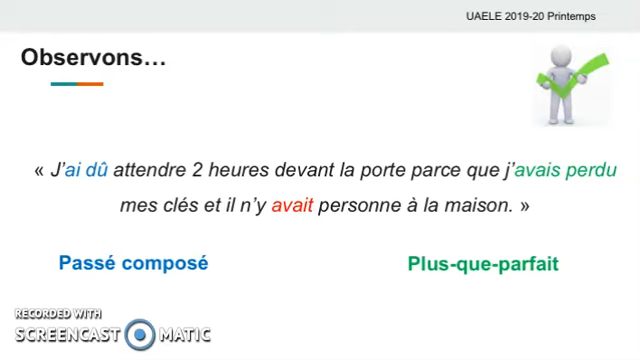 UAELE 2019-20 Printemps
Observons…
« J’ai dû attendre 2 heures devant la porte parce que j’avais perdu
mes clés et il n’y avait personne à la maison. »
Passé composé
Plus-que-parfait
RECORDED WITH
SCREENCAST MATIC